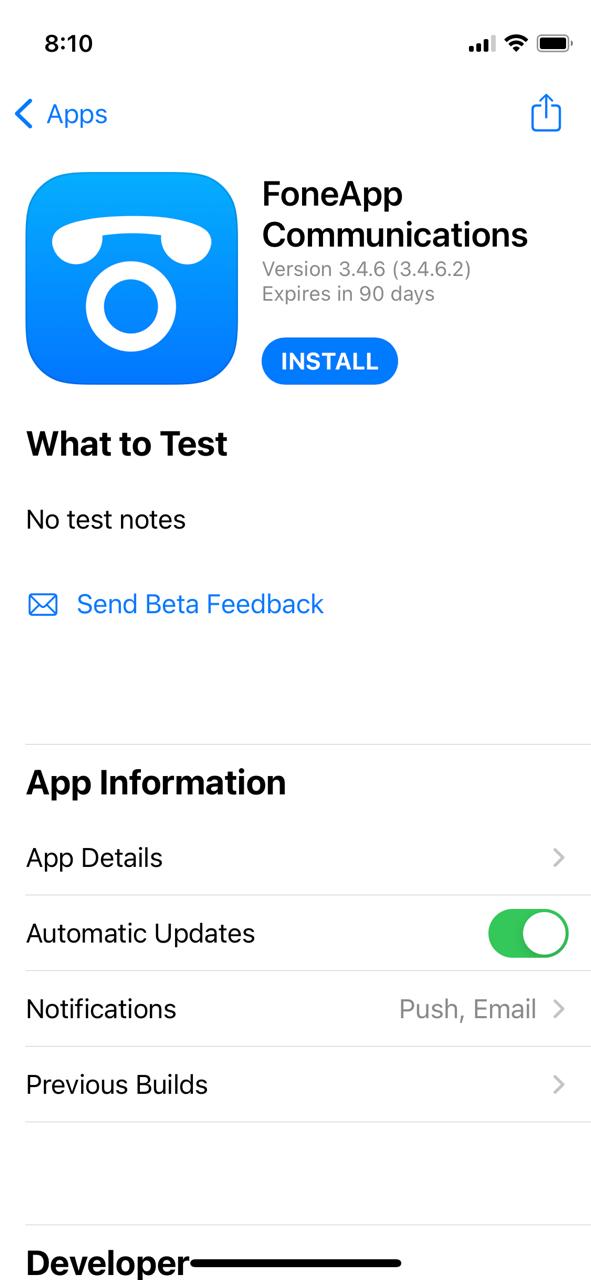 8:10
Apps
FoneApp
Communications
Version 3.4.6 (3.4.6.2)
Expires in 90 days
INSTALL
What to Test
No test notes
Send Beta Feedback
App Information
App Details
Automatic Updates
Notifications Push, Email
Previous Builds
Developer